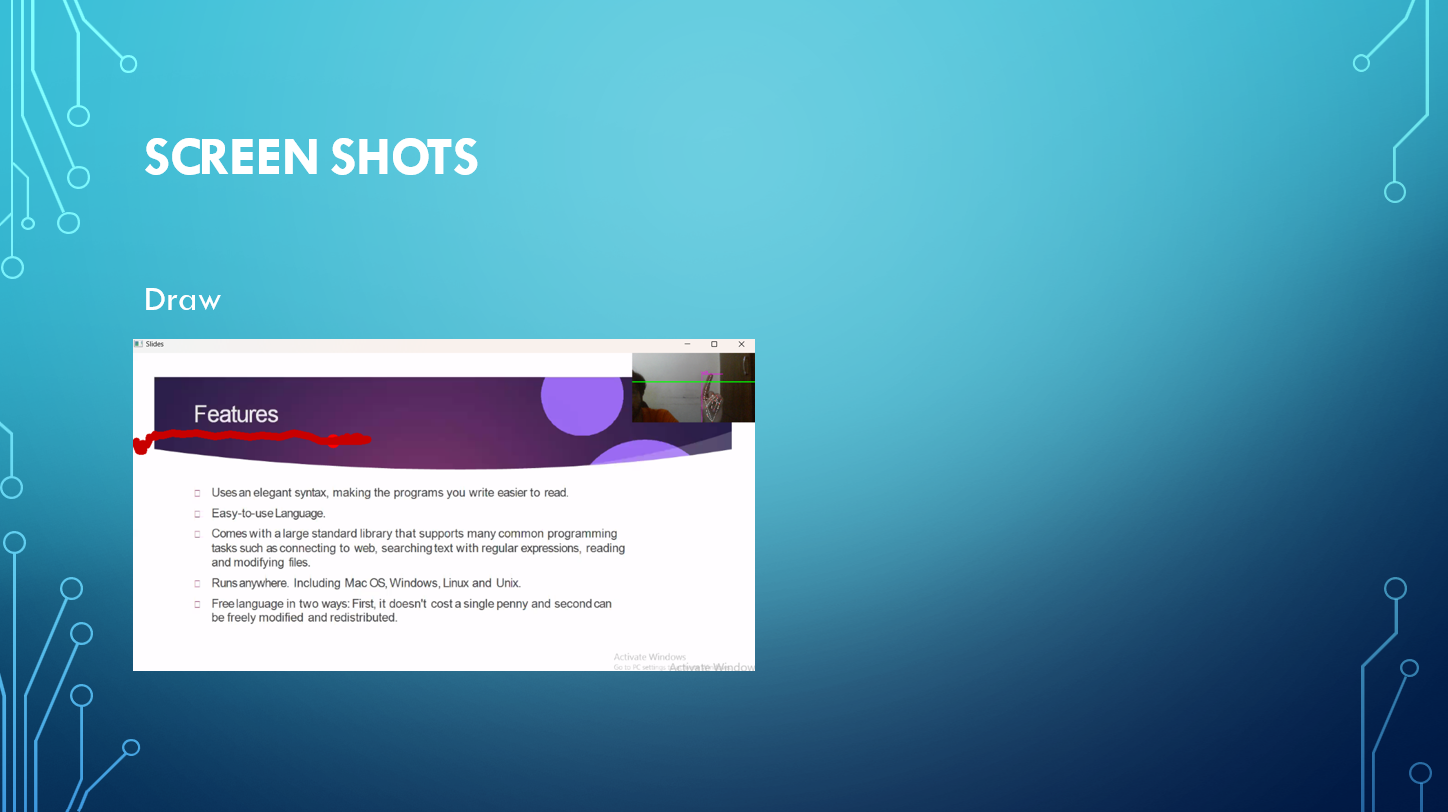 SCREEN SHOTS
Draw
Slides
Features
Uses an elegant syntax, making the programs you write easier to read.
Easy-to-use Language.
Comes with a large standard library that supports many common programming
tasks such as connecting to web, searching text with regular expressions, reading
and modifying files.
Runs anywhere. Including Mac OS, Windows, Linux and Unix.
Free language in two ways: First, it doesn't cost a single penny and second can
be freely modified and redistributed.
Activate Windows
Go to PC settings
Activate Window